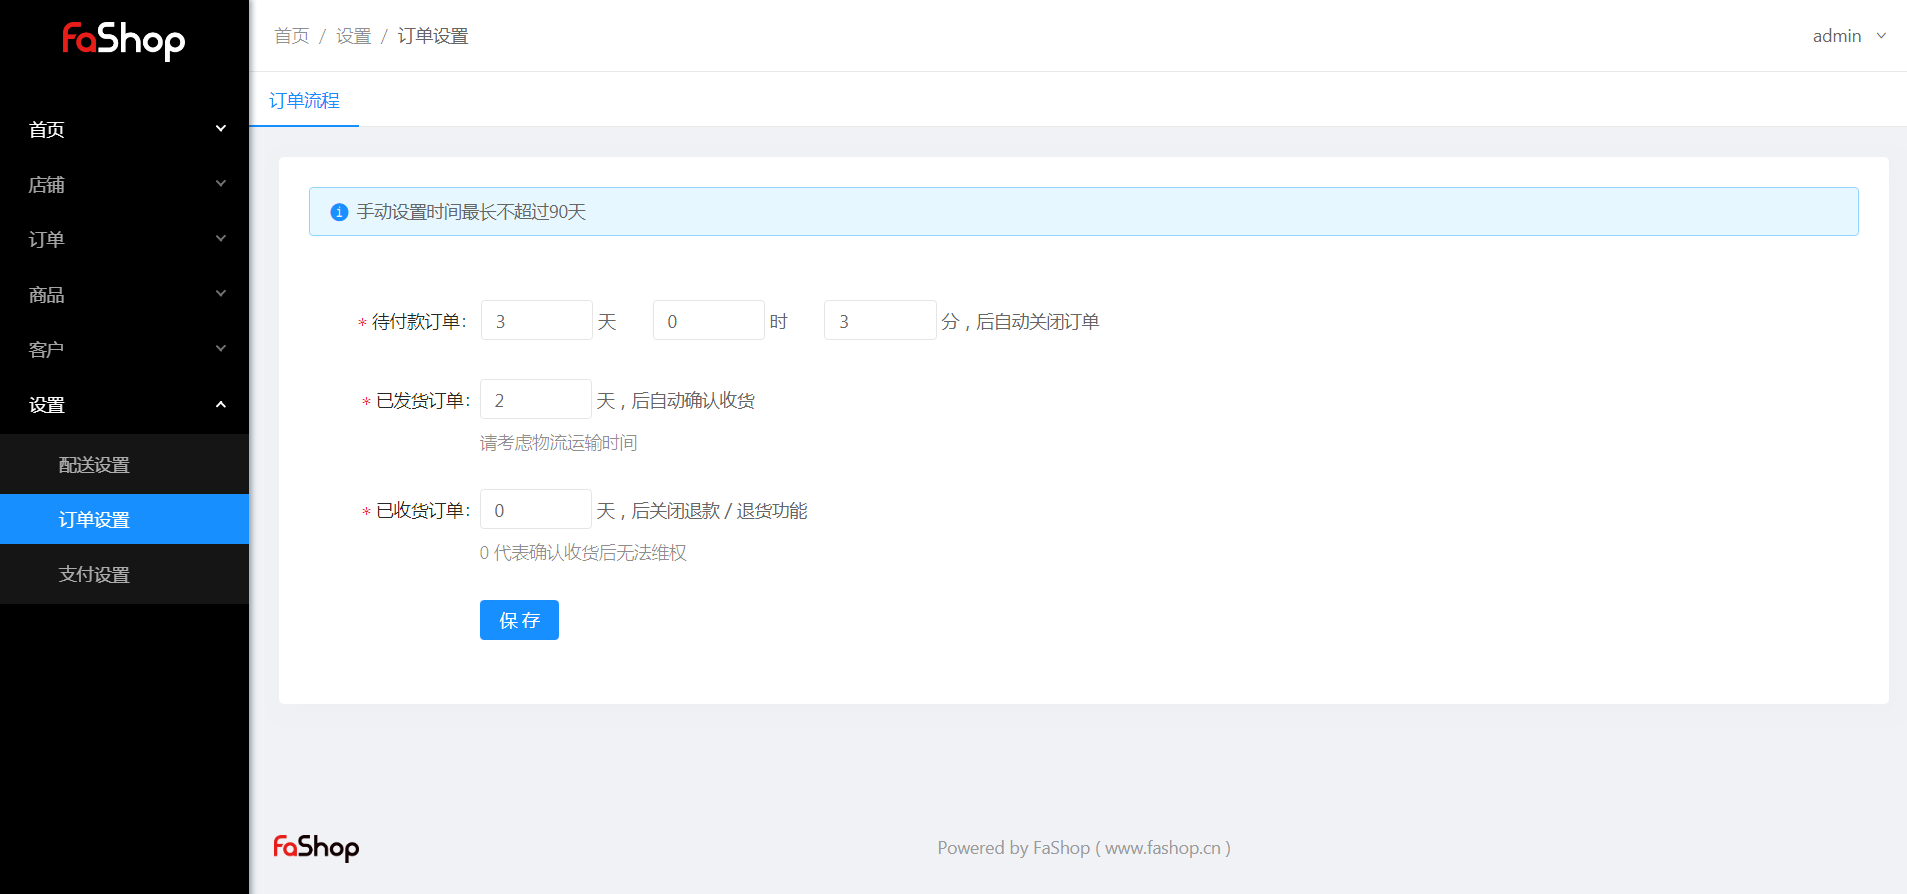 FaShop
首页
店铺
订单
商品
客户
设置
配送设置
订单设置
支付设置
首页 / 设置 / 订单设置
admin
订单流程
手动设置时间最长不超过90天
* 待付款订单: 3 天 0 时 3 分，后自动关闭订单
* 已发货订单: 2 天，后自动确认收货
请考虑物流运输时间
* 已收货订单: 0 天，后关闭退款 / 退货功能
0 代表确认收货后无法维权
保 存
FaShop
Powered by FaShop ( www.fashop.cn )